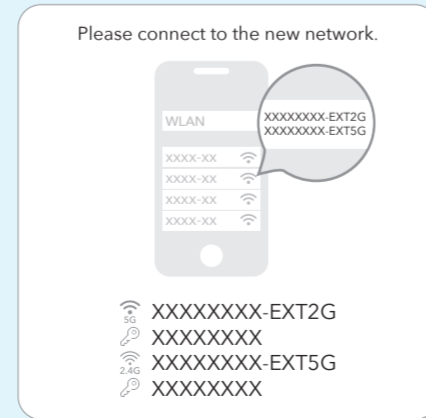 Please connect to the new network.
WLAN
XXXXXXXX-EXT2G
XXXXXXXX-EXT5G
XXXX-XX
XXXX-XX
XXXX-XX
XXXX-XX
5G XXXXXXXX-EXT2G
XXXXXXXX
2.4G XXXXXXXX-EXT5G
XXXXXXXX